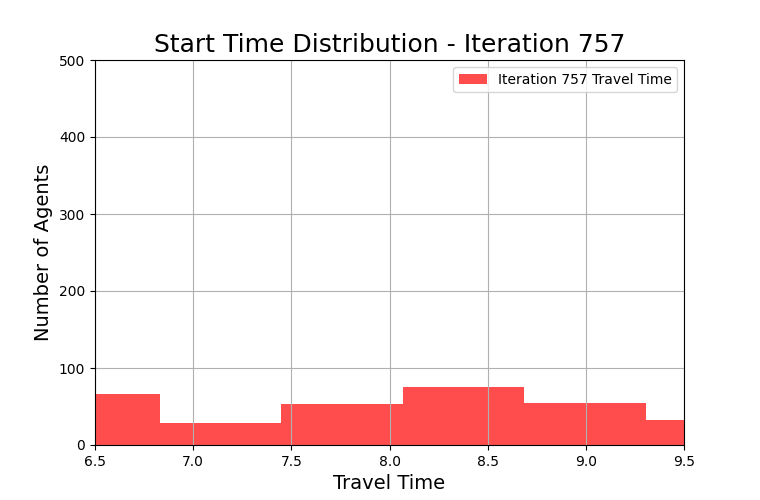 Start Time Distribution - Iteration 757
Iteration 757 Travel Time
Number of Agents
500
400
300
200
100
0
6.5 7.0 7.5 8.0 8.5 9.0 9.5
Travel Time